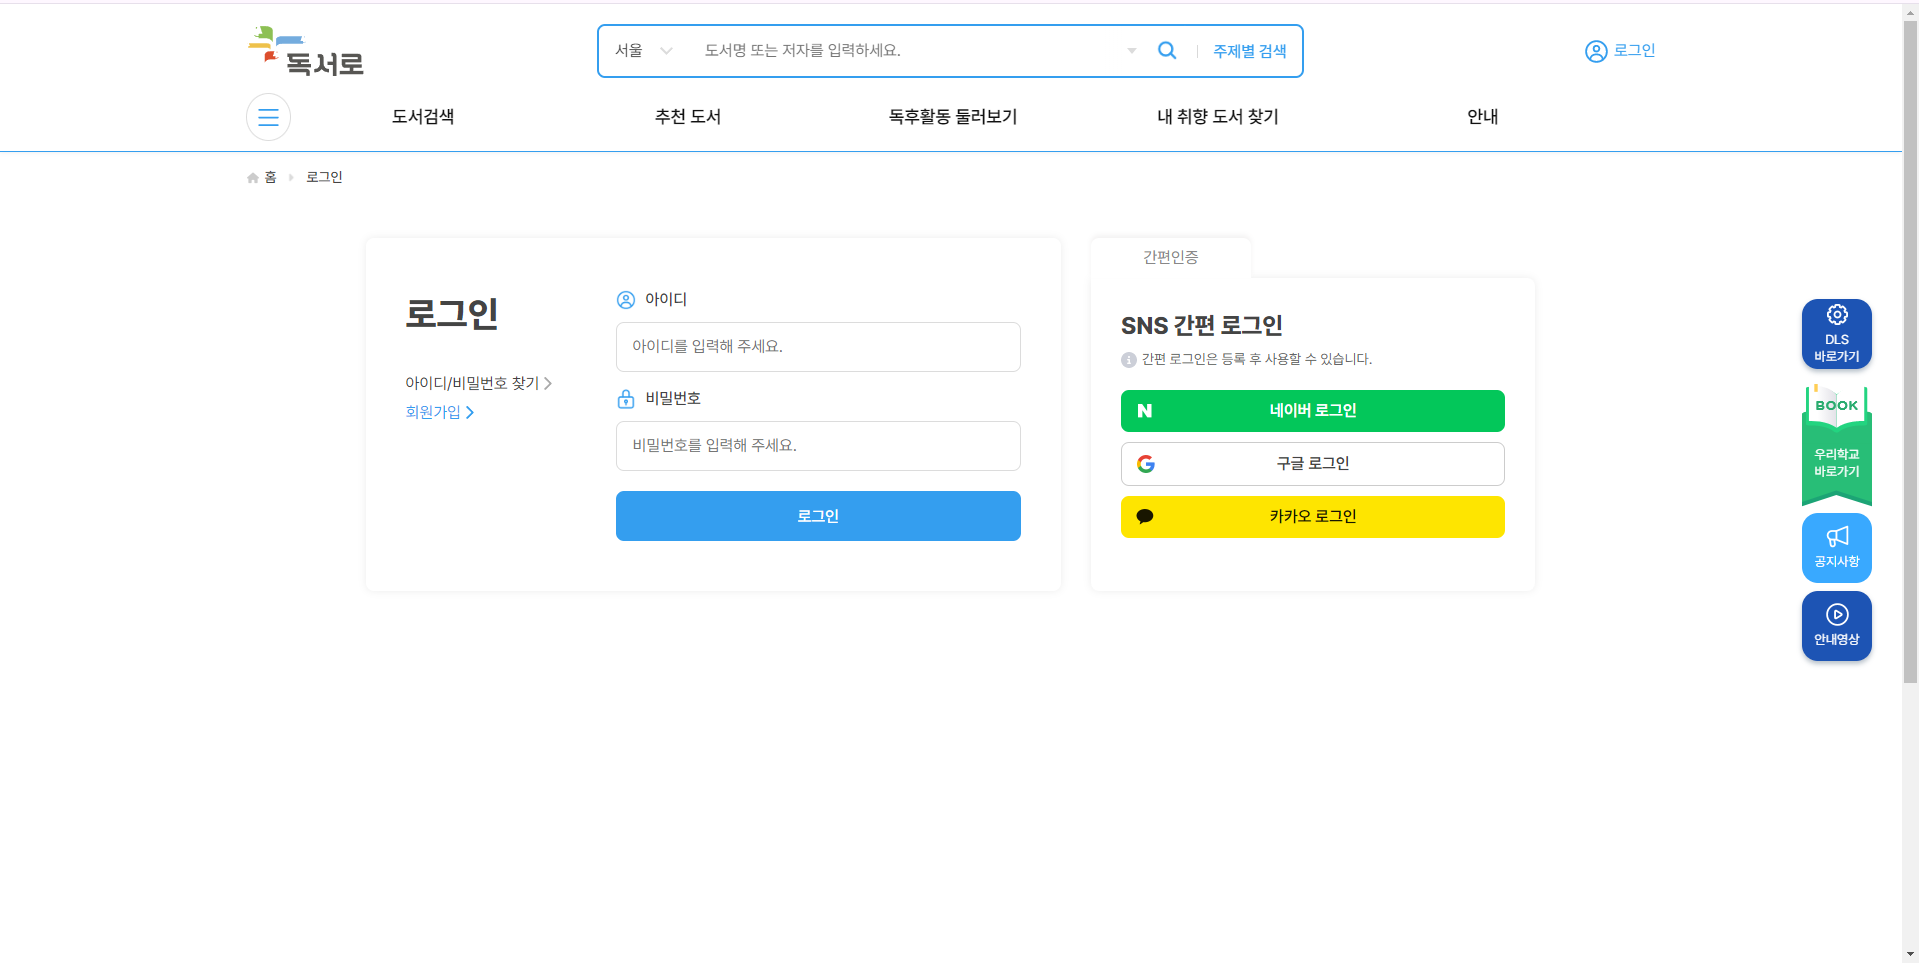 독서로
서울
도서명 또는 저자를 입력하세요.
주제별 검색
로그인
도서검색
추천 도서
독후활동 둘러보기
내 취향 도서 찾기
안내
홈
로그인
로그인
아이디/비밀번호 찾기
회원가입
아이디
아이디를 입력해 주세요.
비밀번호
비밀번호를 입력해 주세요.
로그인
간편인증
SNS 간편 로그인
간편 로그인은 등록 후 사용할 수 있습니다.
네이버 로그인
구글 로그인
카카오 로그인
DLS
바로가기
BOOK
우리학교
바로가기
공지사항
안내영상